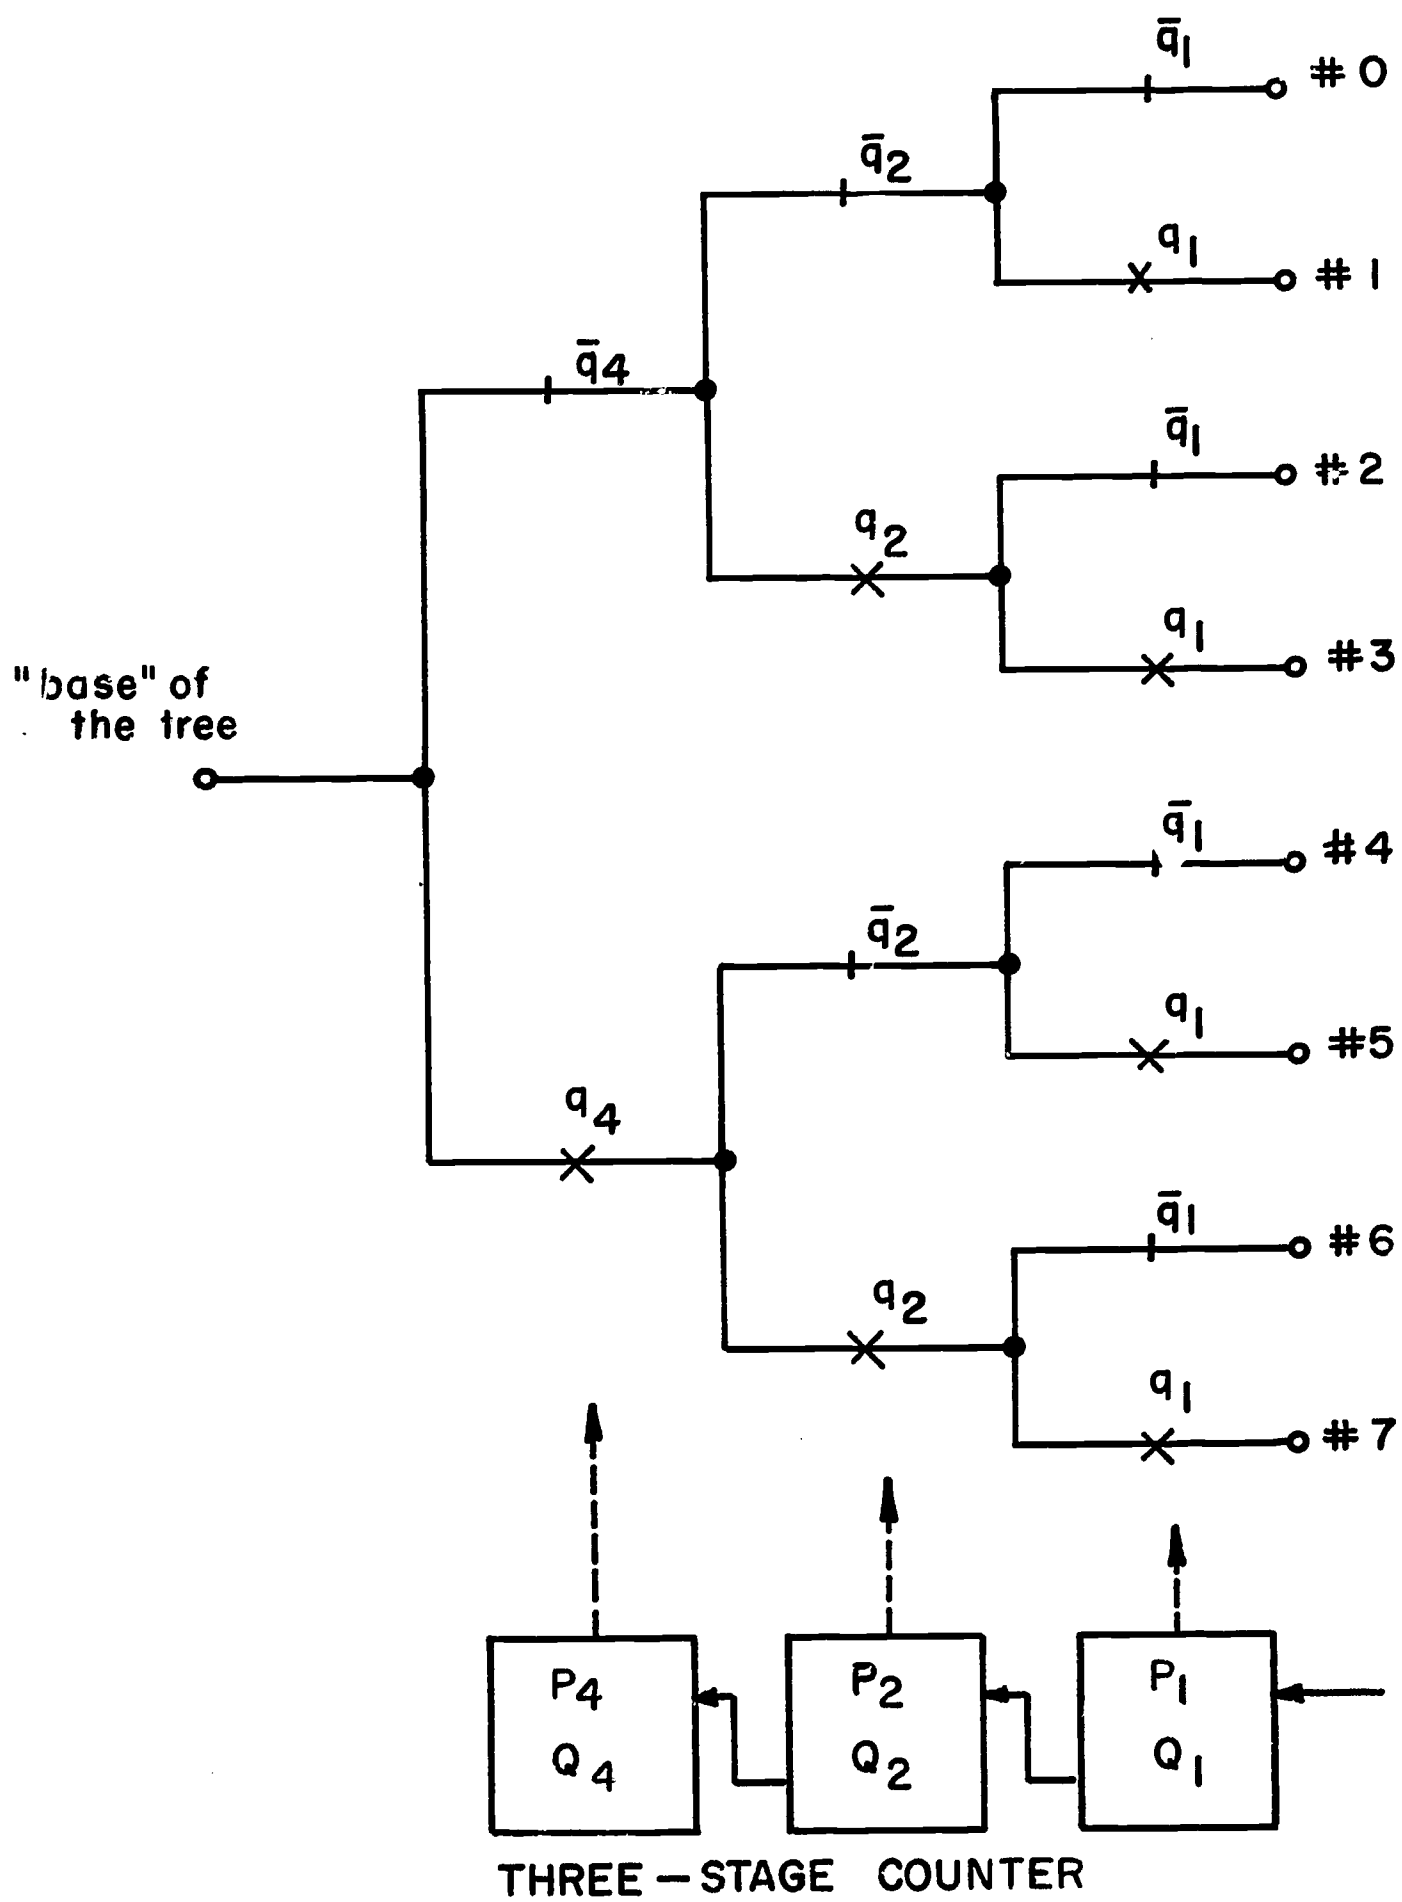 q̄1
# 0
q̄2
q1
# 1
q̄4
q̄1
#2
q2
q1
#3
"base" of
the tree
q̄1
#4
q̄2
q1
#5
q4
q̄1
#6
q2
q1
#7
P4
P2
P1
Q4
Q2
Q1
THREE – STAGE COUNTER